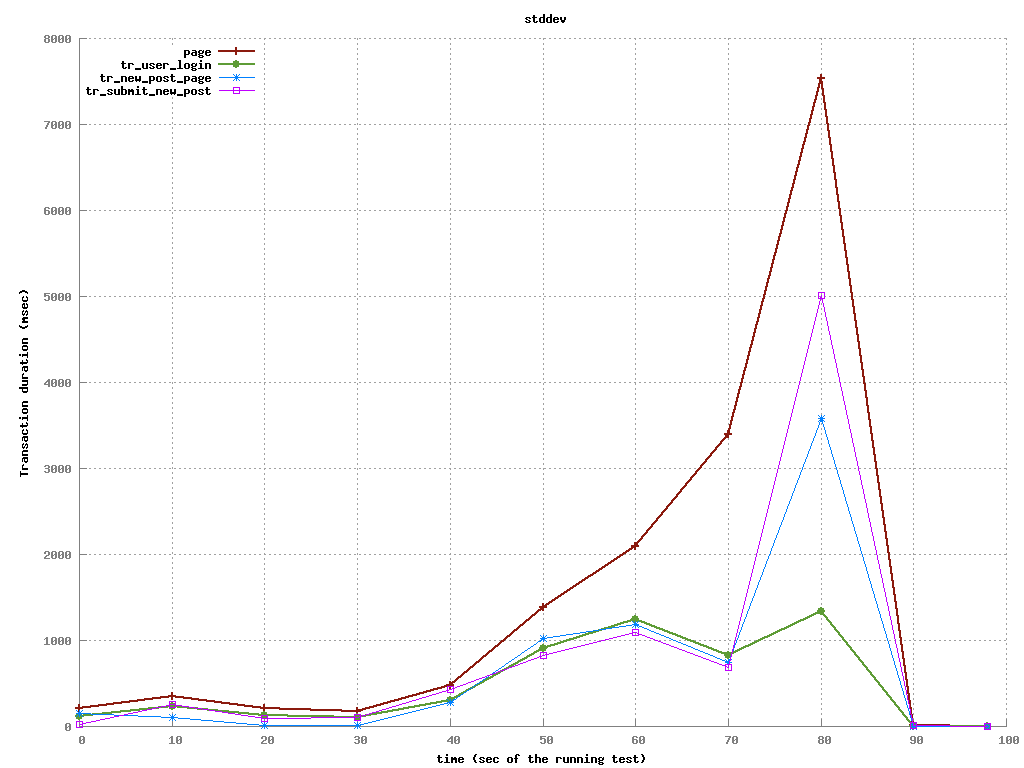 stddev
page
tr_user_login
tr_new_post_page
tr_submit_new_post
8000
7000
6000
5000
4000
3000
2000
1000
0
Transaction duration (msec)
0 10 20 30 40 50 60 70 80 90 100
time (sec of the running test)